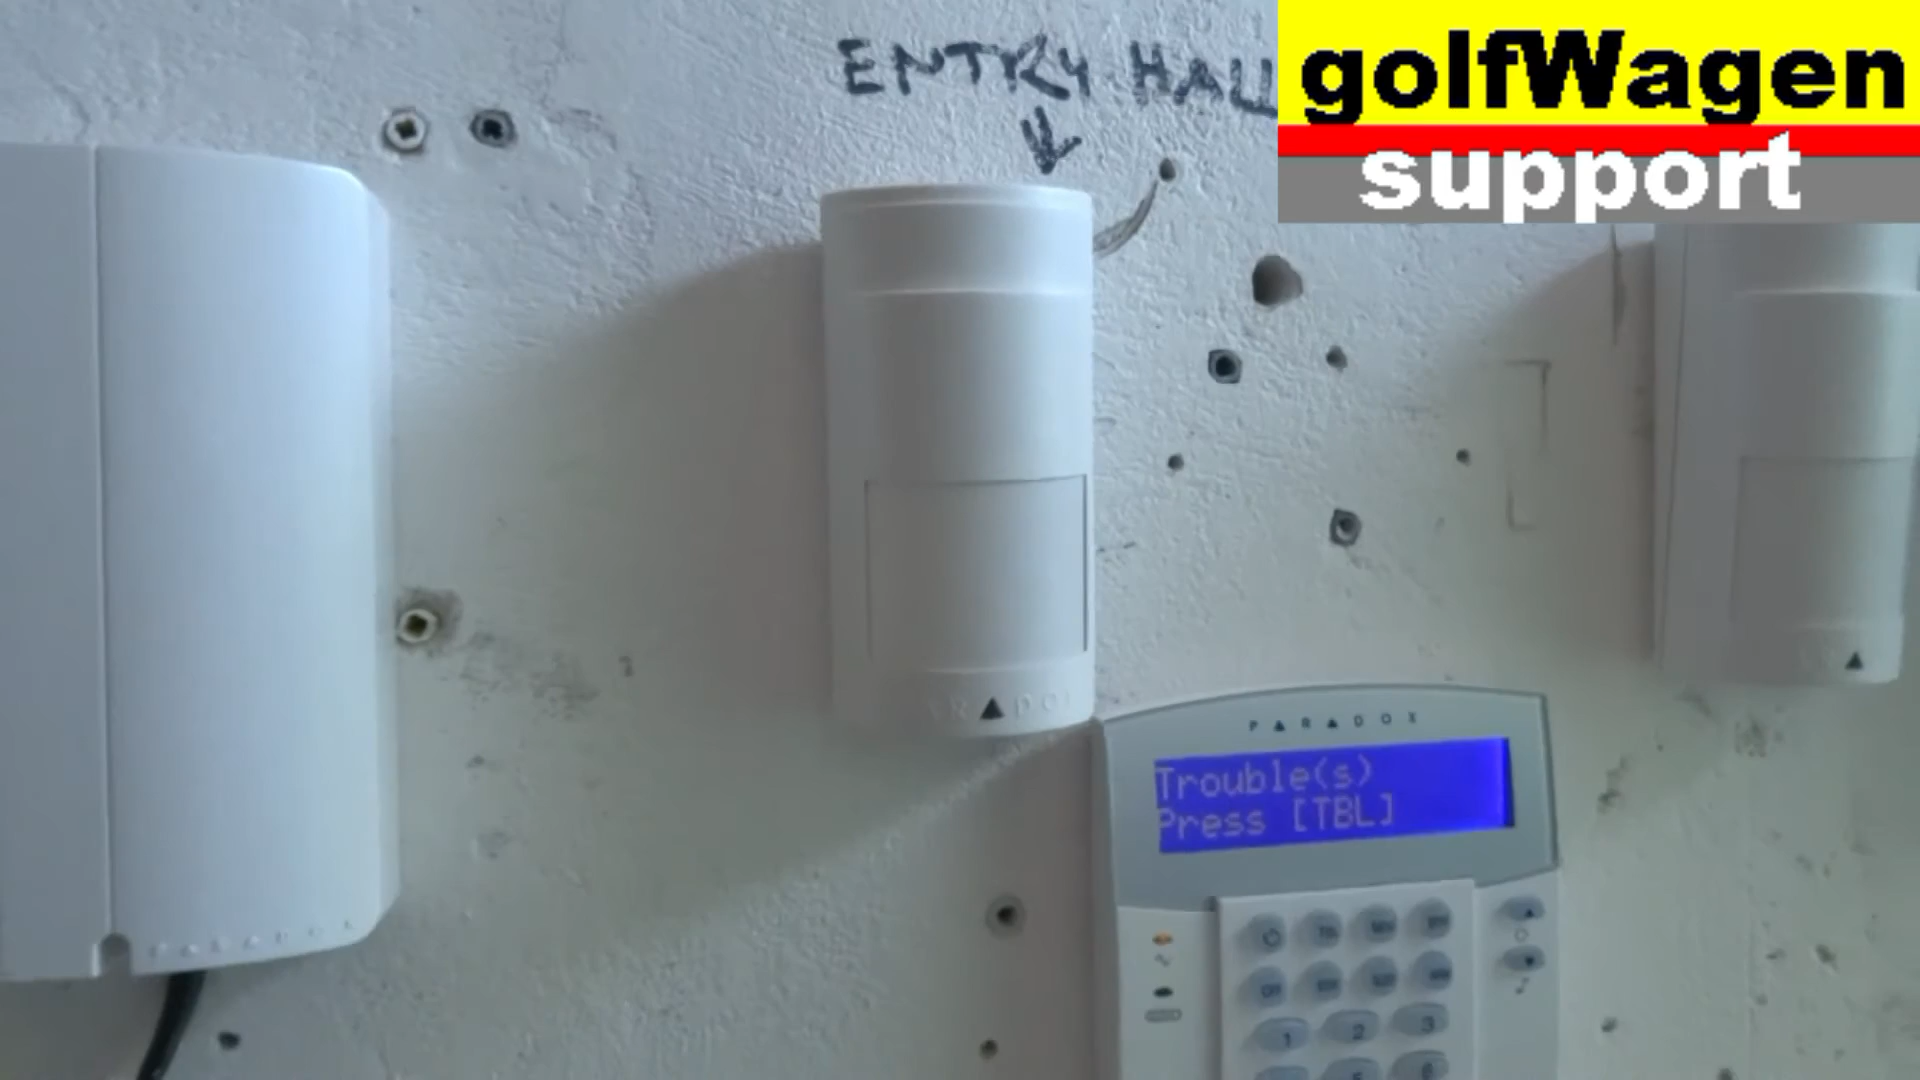 ENTRY HALL
golfWagen
support
PARADOX
Trouble(s)
Press [TBL]
1 2 3